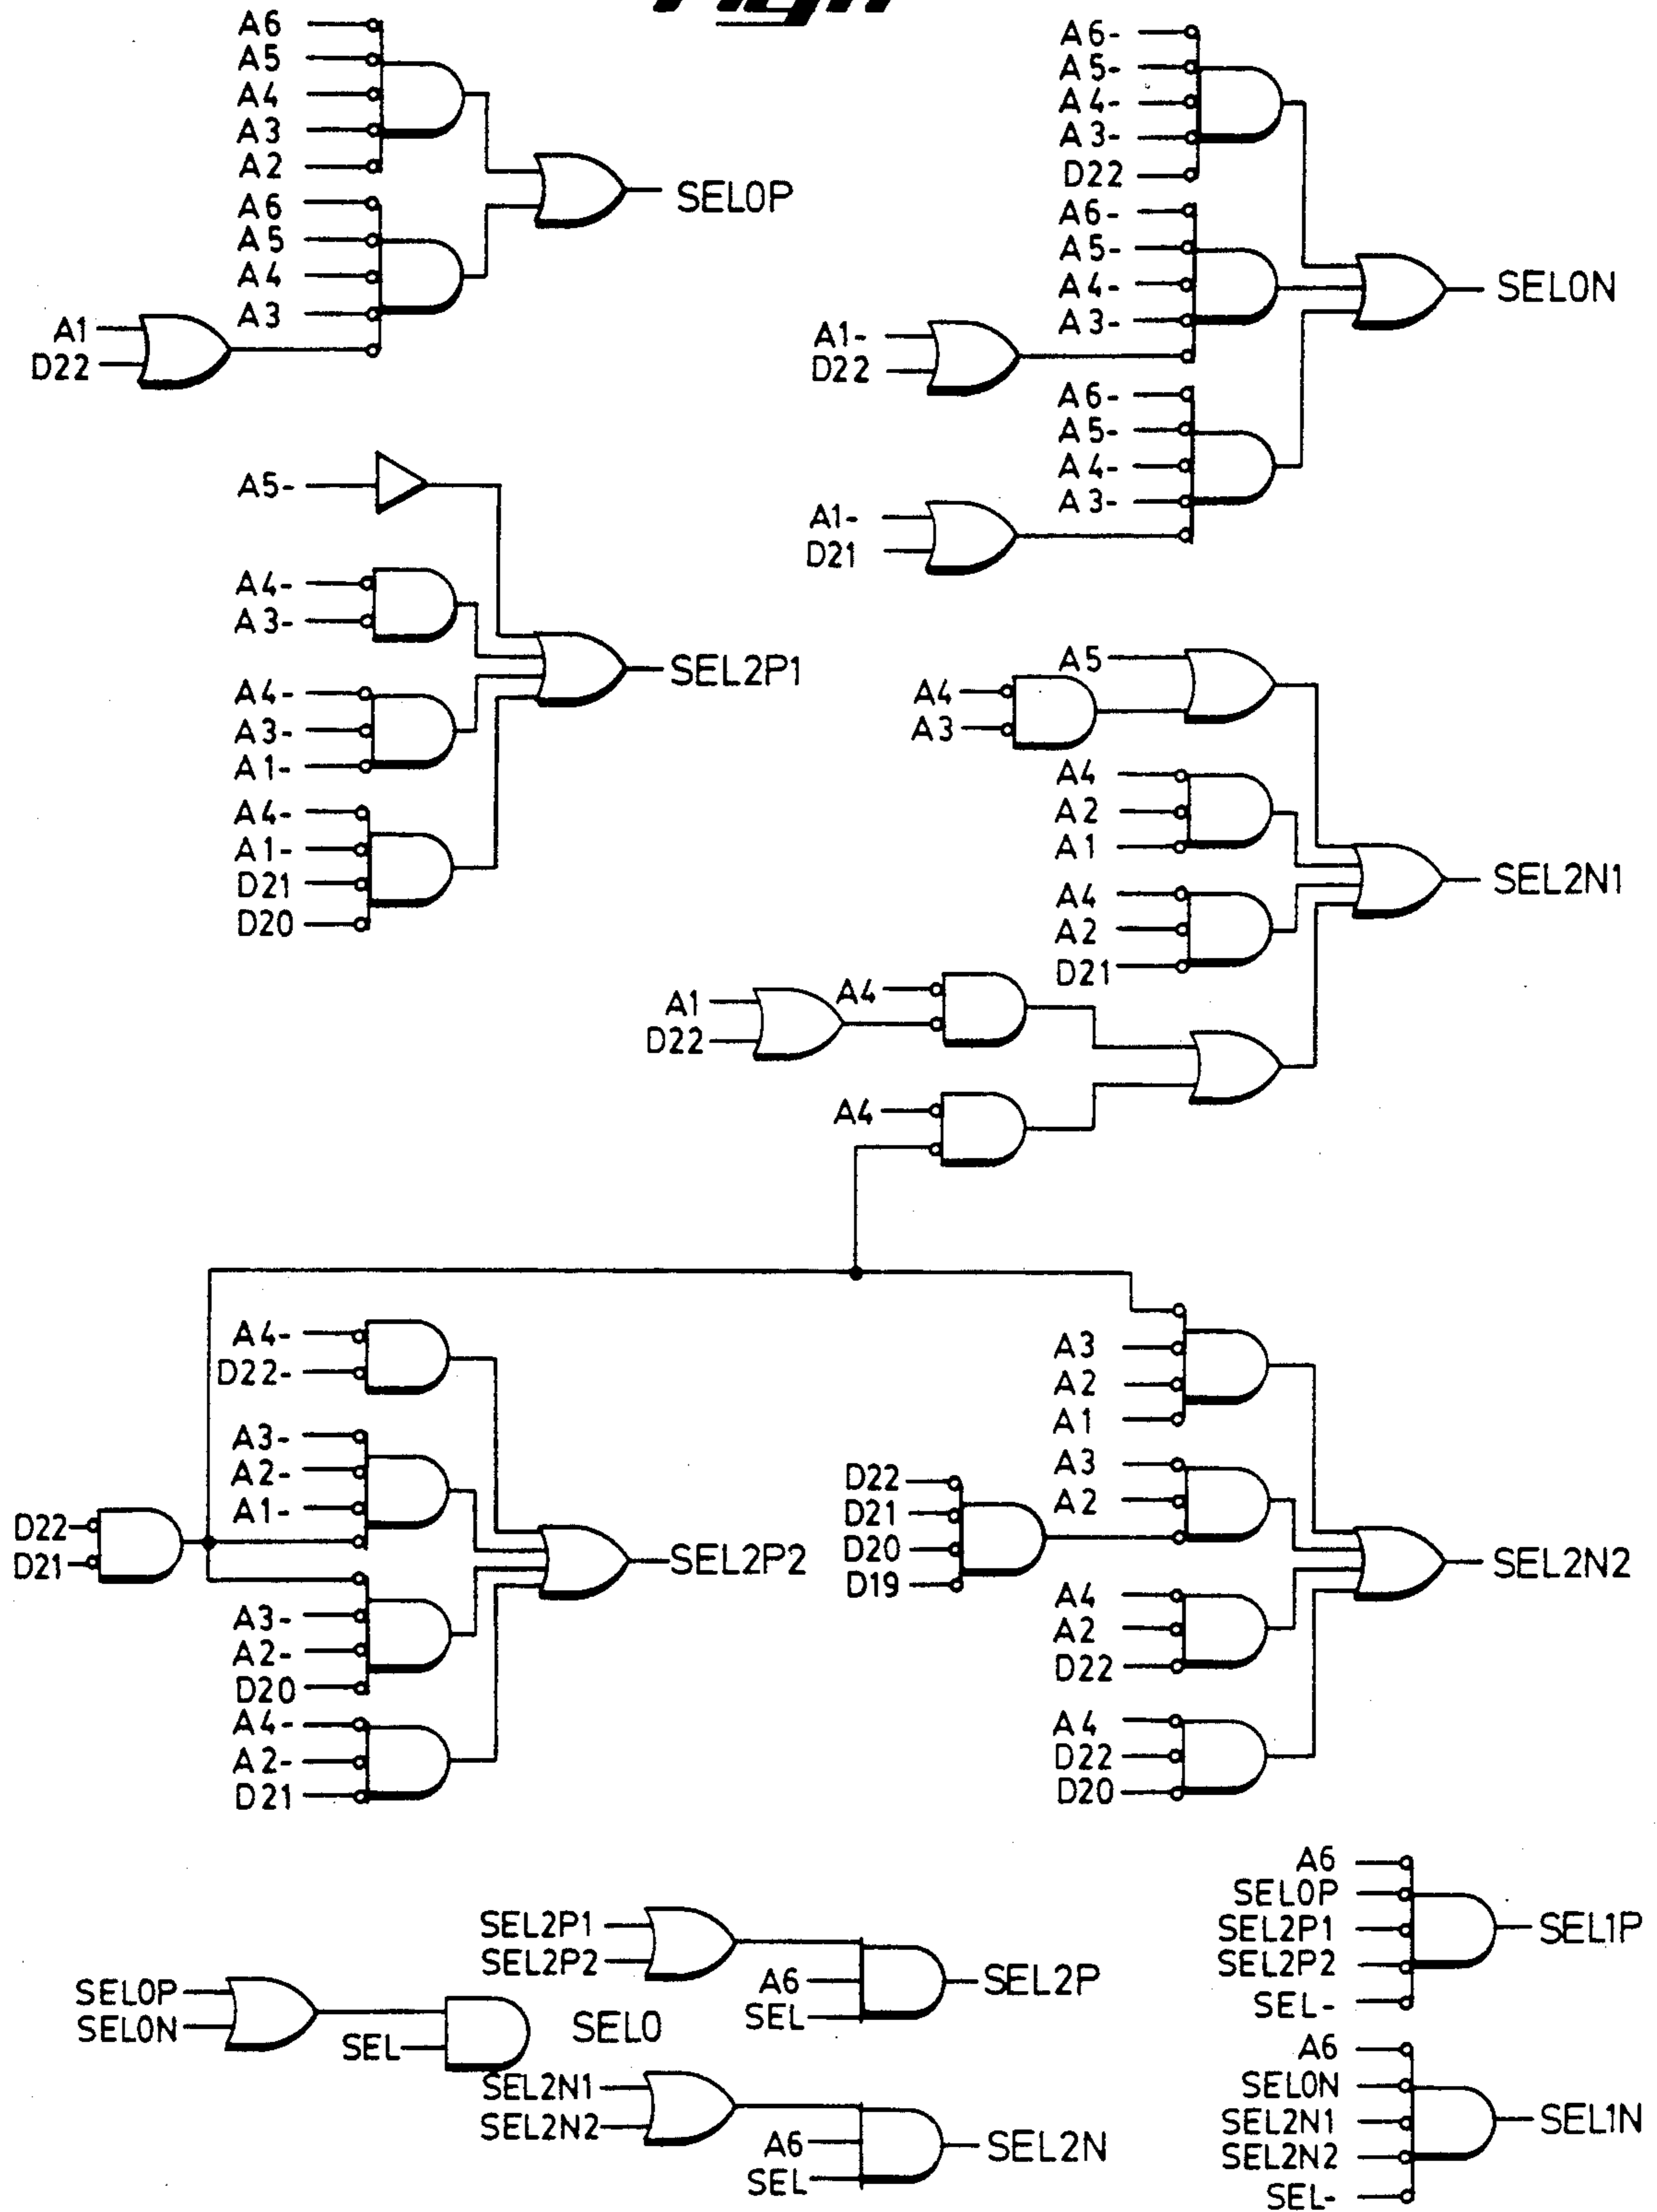 A6
A5
A4
A3
A2
A6
A5
A4
A3
A1
D22
SEL0P
A6-
A5-
A4-
A3-
D22
A6-
A5-
A4-
A3-
A1-
D22
A6-
A5-
A4-
A3-
A1-
D21
SEL0N
A5-
A4-
A3-
A4-
A3-
A1-
A4-
A1-
D21
D20
SEL2P1
A5
A4
A3
A4
A2
A1
A4
A2
D21
A1
D22
A4
A4
SEL2N1
A4-
D22-
A3-
A2-
A1-
D22
D21
A3-
A2-
D20
A4-
A2-
D21
SEL2P2
A3
A2
A1
A3
A2
D22
D21
D20
D19
A4
A2
D22
A4
D22
D20
SEL2N2
SEL0P
SEL0N
SEL
SEL0
SEL2P1
SEL2P2
A6
SEL
SEL2P
SEL2N1
SEL2N2
A6
SEL
SEL2N
A6
SEL0P
SEL2P1
SEL2P2
SEL-
SEL1P
A6
SEL0N
SEL2N1
SEL2N2
SEL-
SEL1N